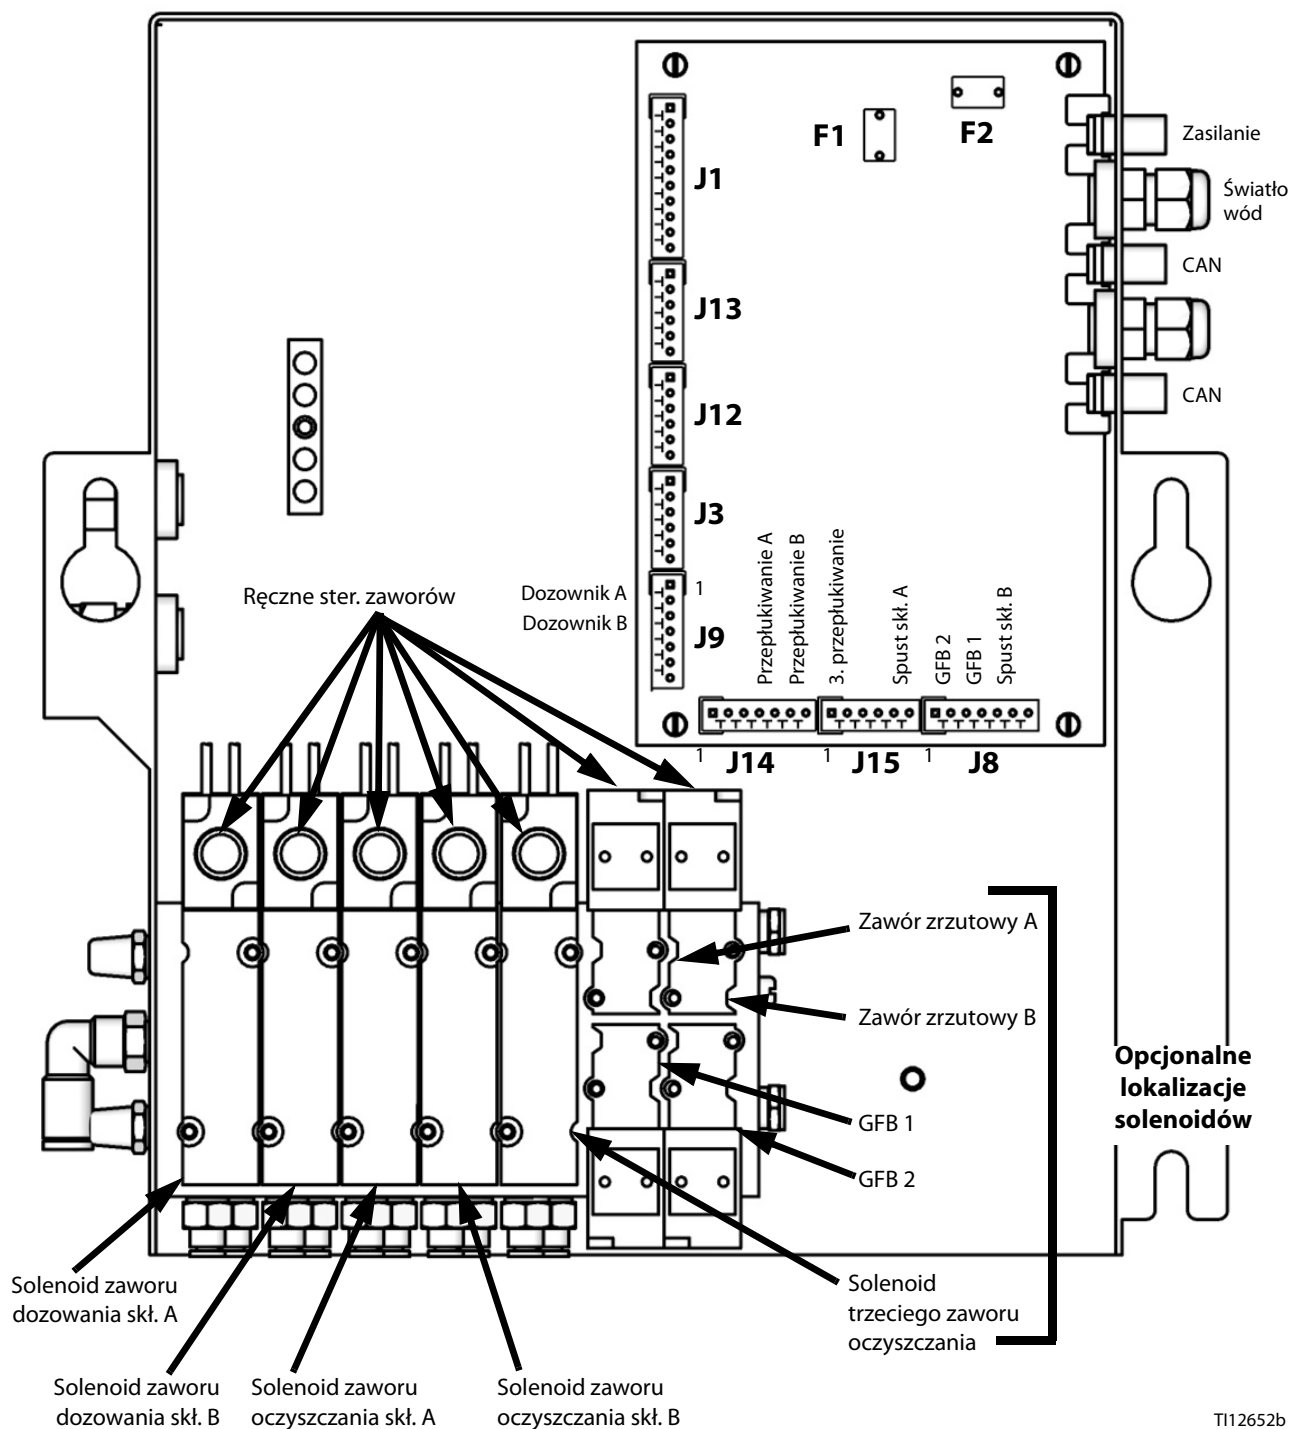 F1
F2
Zasilanie
J1
Światło
wód
CAN
J13
CAN
J12
J3
Przepłukiwanie A
Przepłukiwanie B
3. przepłukiwanie
Spust skł. A
GFB 2
GFB 1
Spust skł. B
Ręczne ster. zaworów
Dozownik A
1
Dozownik B
J9
1
J14
1
J15
1
J8
Zawór zrzutowy A
Zawór zrzutowy B
Opcjonalne
lokalizacje
solenoidów
GFB 1
GFB 2
Solenoid zaworu
dozowania skł. A
Solenoid
trzeciego zaworu
oczyszczania
Solenoid zaworu
dozowania skł. B
Solenoid zaworu
oczyszczania skł. A
Solenoid zaworu
oczyszczania skł. B
TI12652b